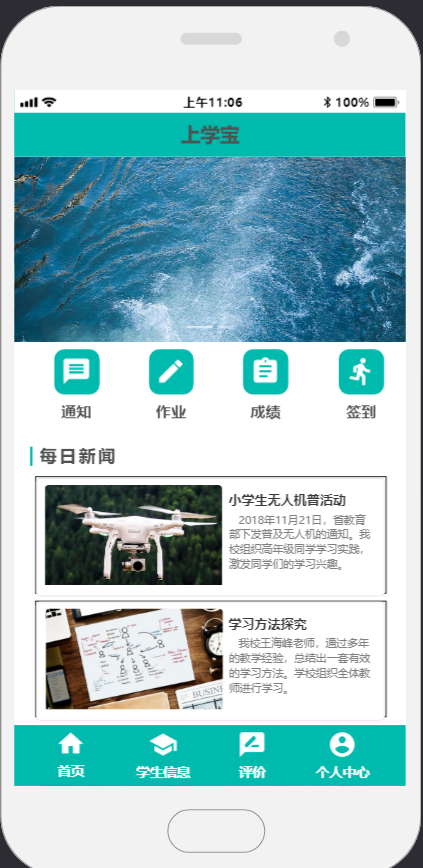 上午11:06 100%
上学宝
通知 作业 成绩 签到
每日新闻
小学生无人机普活动
2018年11月21日，省教育
部下发普及无人机的通知。我
校组织高年级同学学习实践，
激发同学们的学习兴趣。
学习方法探究
我校王海峰老师，通过多年
的教学经验，总结出一套有效
的学习方法。学校组织全体教
师进行学习。
BUSINE
首页 学生信息 评价 个人中心